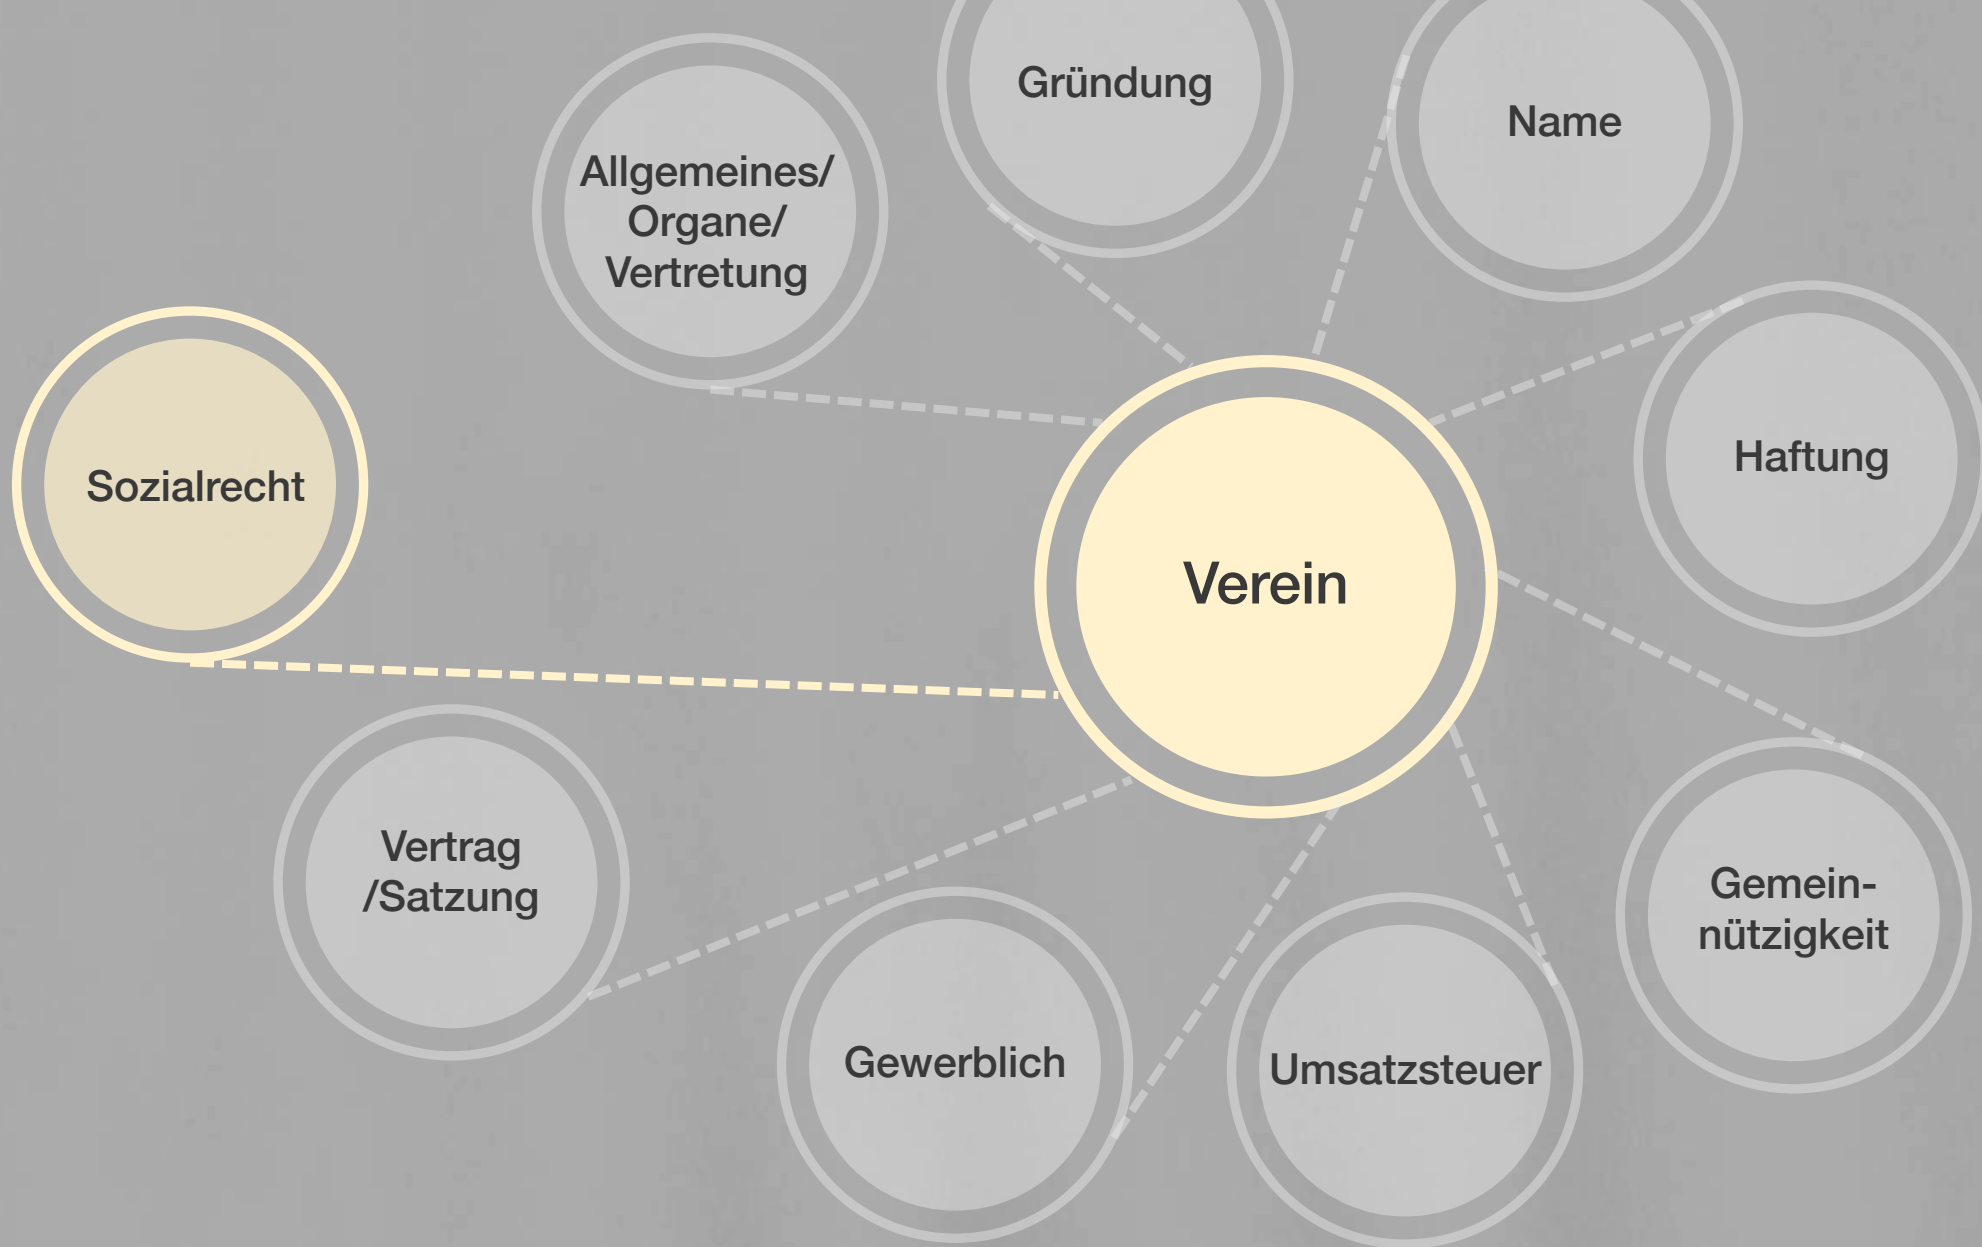 Gründung
Name
Allgemeines/
Organe/
Vertretung
Haftung
Sozialrecht
Verein
Vertrag
/Satzung
Gemein-
nützigkeit
Gewerblich
Umsatzsteuer